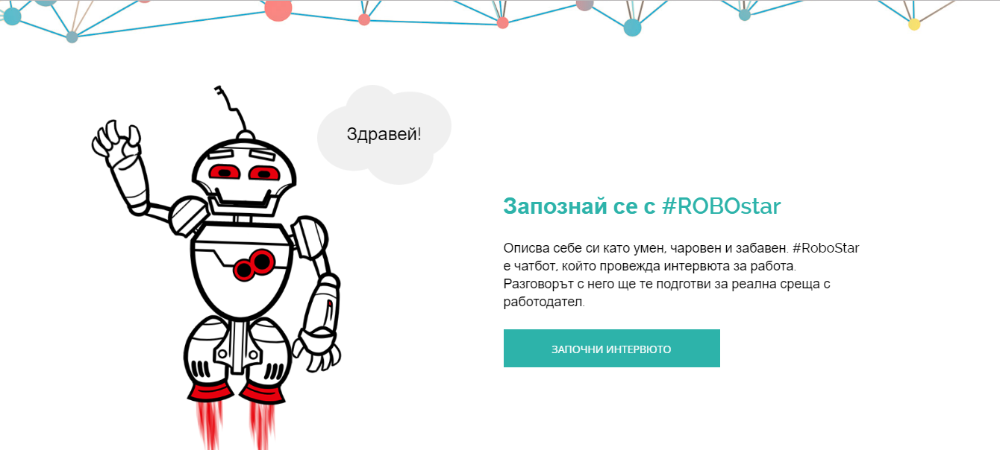 Здравей!
Запознай се с #ROBOstar
Описва себе си като умен, чаровен и забавен. #RoboStar
е чатбот, който провежда интервюта за работа.
Разговорът с него ще те подготви за реална среща с
работодател.
ЗАПОЧНИ ИНТЕРВЮТО